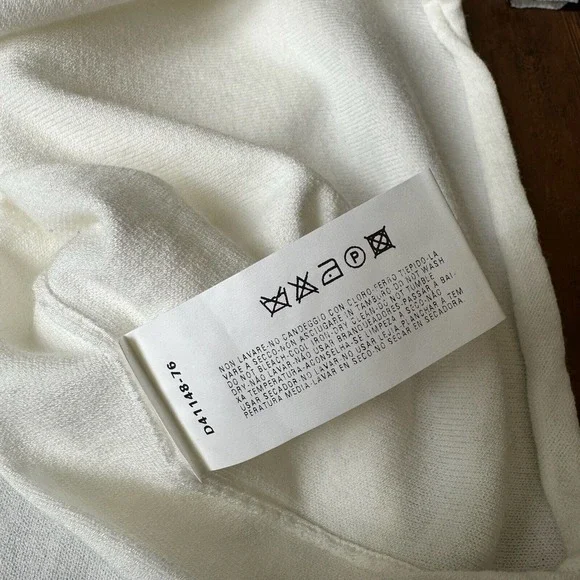 P
NON LAVARE-NO CANDEGGIO CON CLORO-FERRO TIEPIDO-LA
VARE A SECCO-NON ASCIUGARE IN TAMBURO-DO NOT WASH
DO NOT BLEACH-COOL IRON-DRY CLEAN-DO NOT TUMBLE
DRY-NÃO LAVAR-NÃO USAR BRANQUEADORES-PASSAR A BAI-
XA TEMPERATURA-ACONSELHA-SE LIMPEZA A SECO-NÃO
USAR SECADOR-NO LAVAR-NO USAR LEJIA-PLANCHAR A TEM
PERATURA MEDIA-LAVAR EN SECO-NO SECAR EN SECADORA.
D41148-76